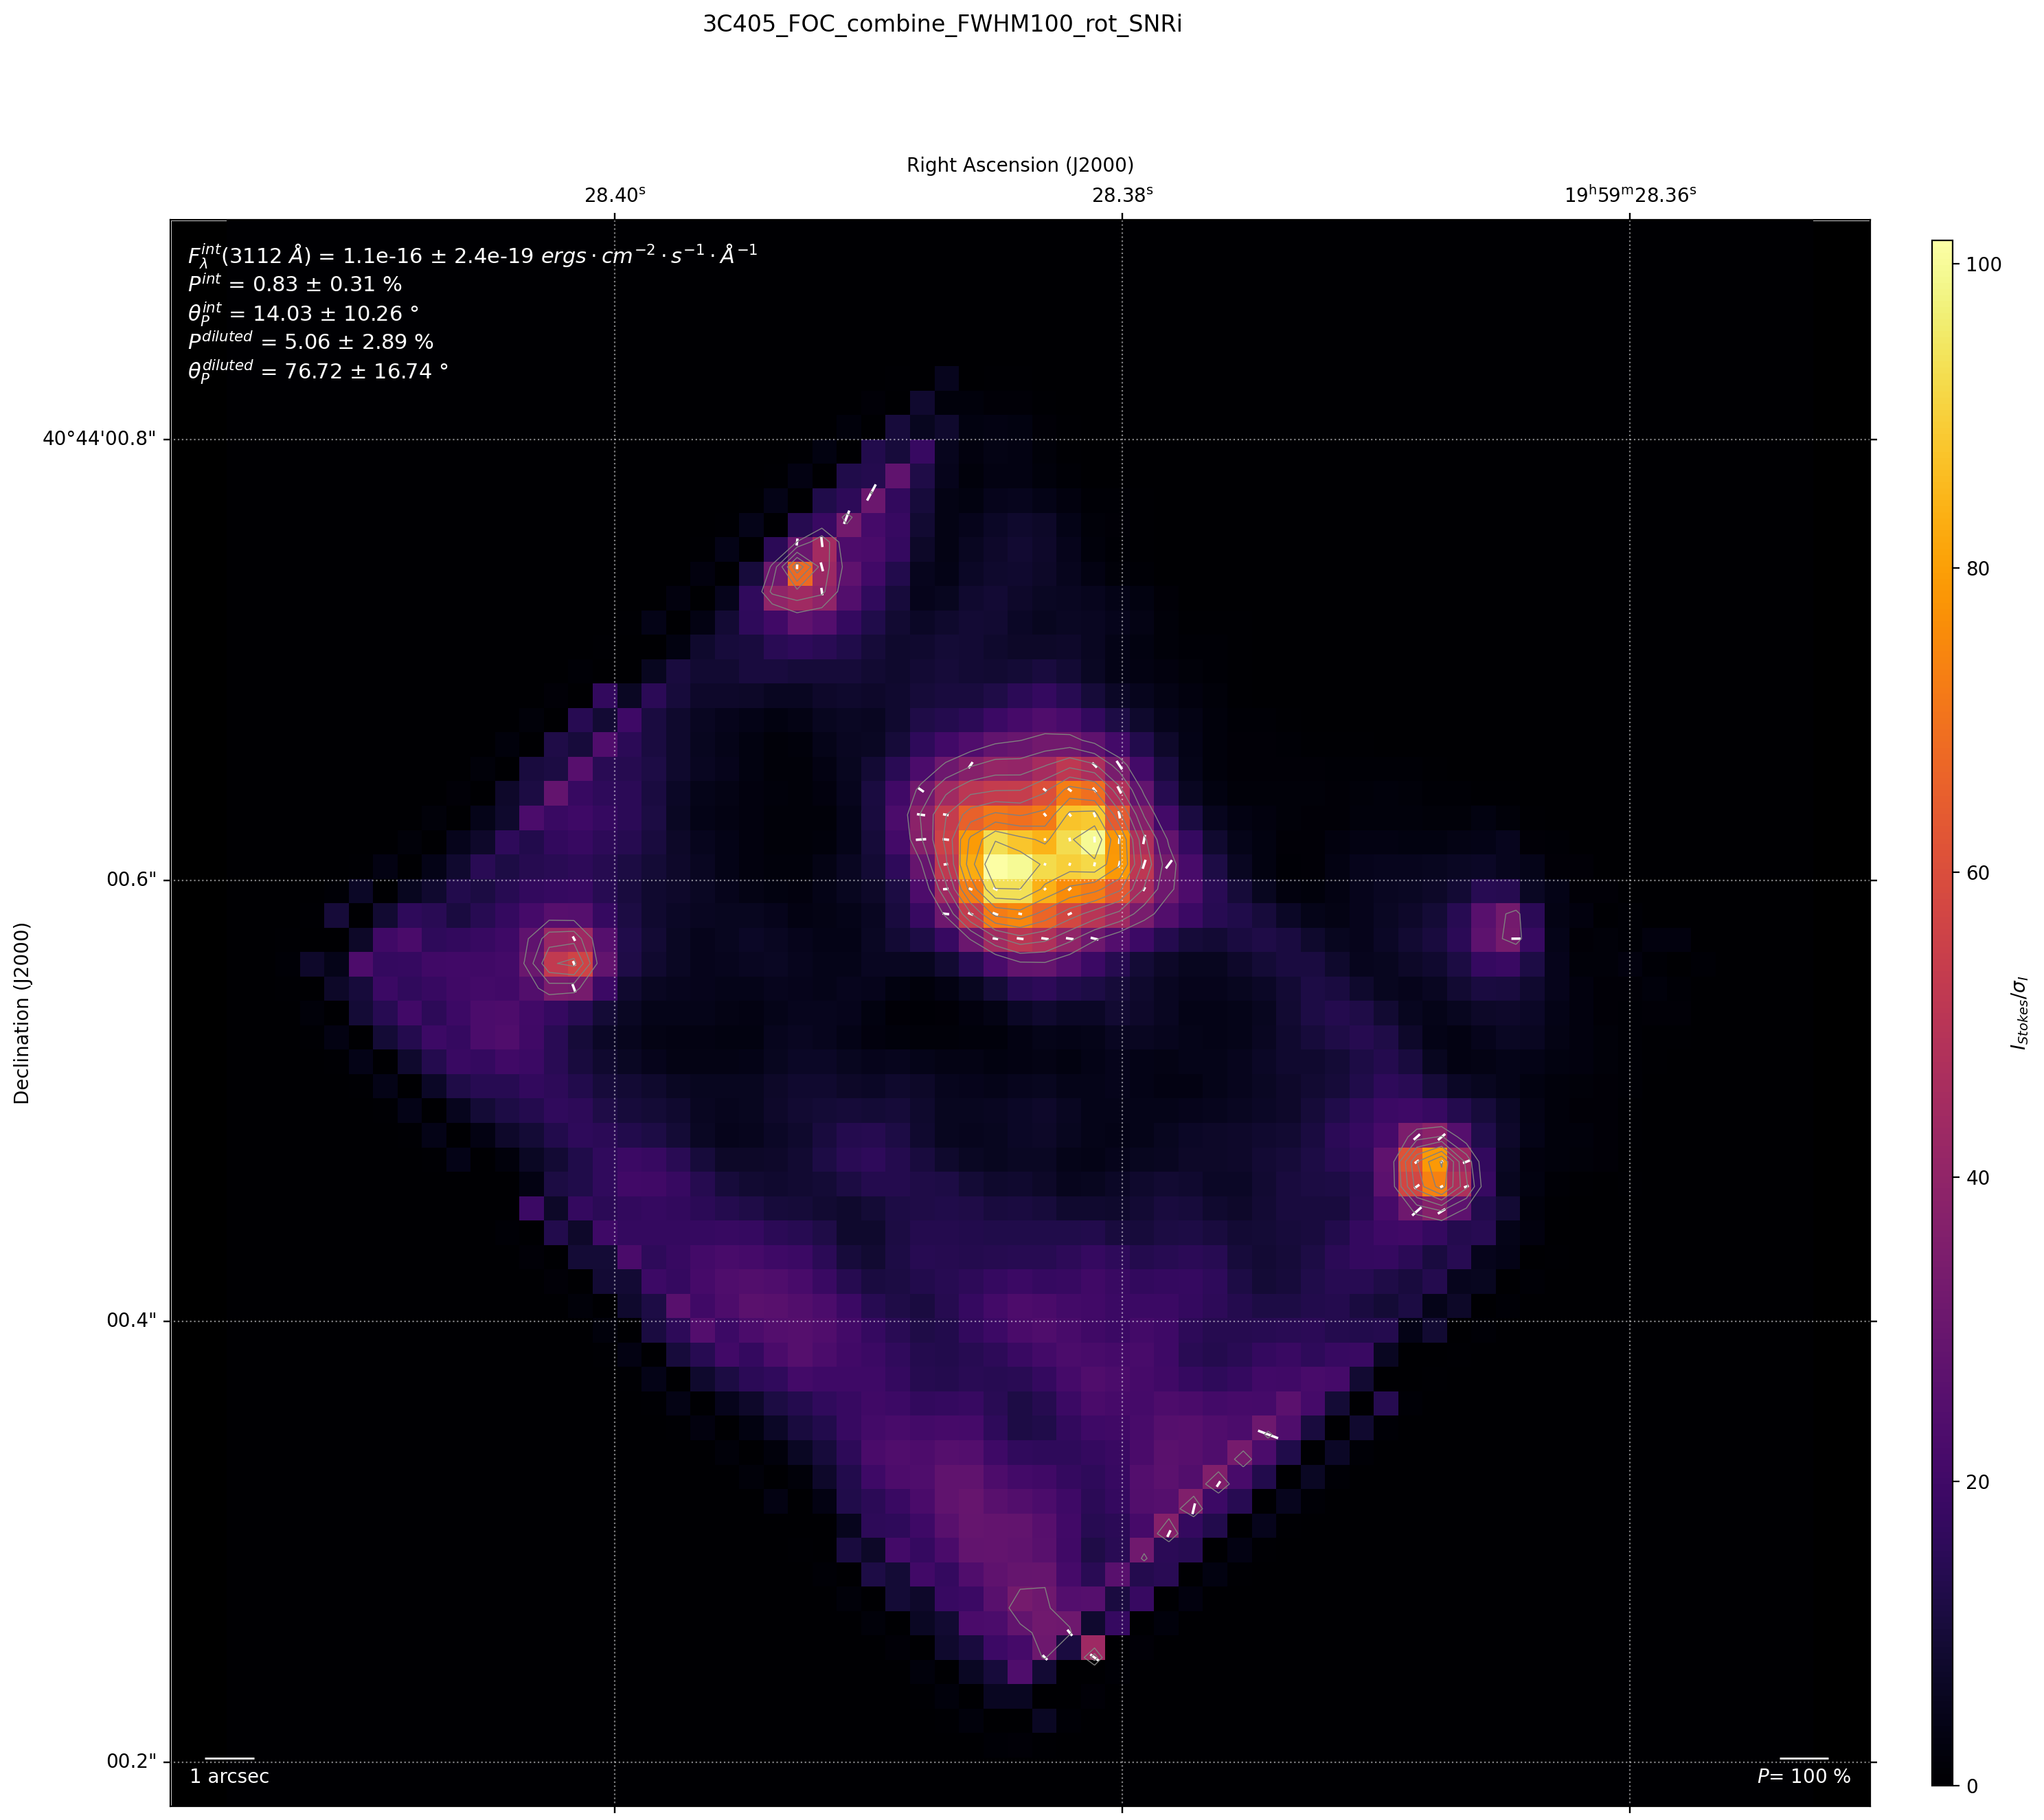 3C405_FOC_combine_FWHM100_rot_SNRi
Right Ascension (J2000)
28.40ˢ 28.38ˢ 19ʰ59ᵐ28.36ˢ
F_λ^int(3112 Å) = 1.1e-16 ± 2.4e-19 ergs · cm⁻² · s⁻¹ · Å⁻¹
P^int = 0.83 ± 0.31 %
θ_P^int = 14.03 ± 10.26 °
P^diluted = 5.06 ± 2.89 %
θ_P^diluted = 76.72 ± 16.74 °
40°44'00.8"
00.6"
00.4"
00.2"
Declination (J2000)
1 arcsec
P= 100 %
100
80
60
40
20
0
I_Stokes/σ_I